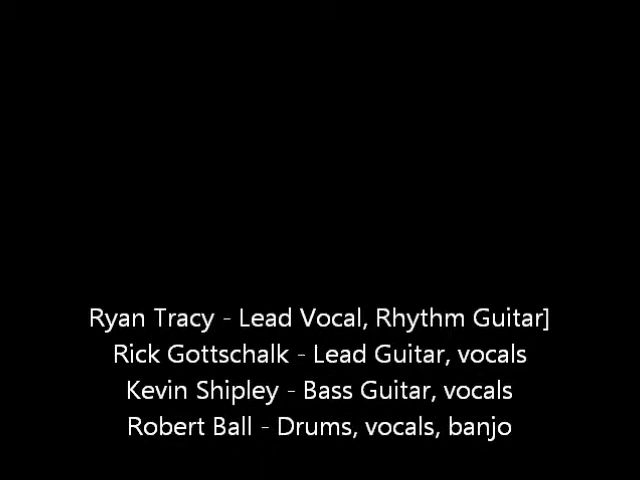 Ryan Tracy - Lead Vocal, Rhythm Guitar]
Rick Gottschalk - Lead Guitar, vocals
Kevin Shipley - Bass Guitar, vocals
Robert Ball - Drums, vocals, banjo